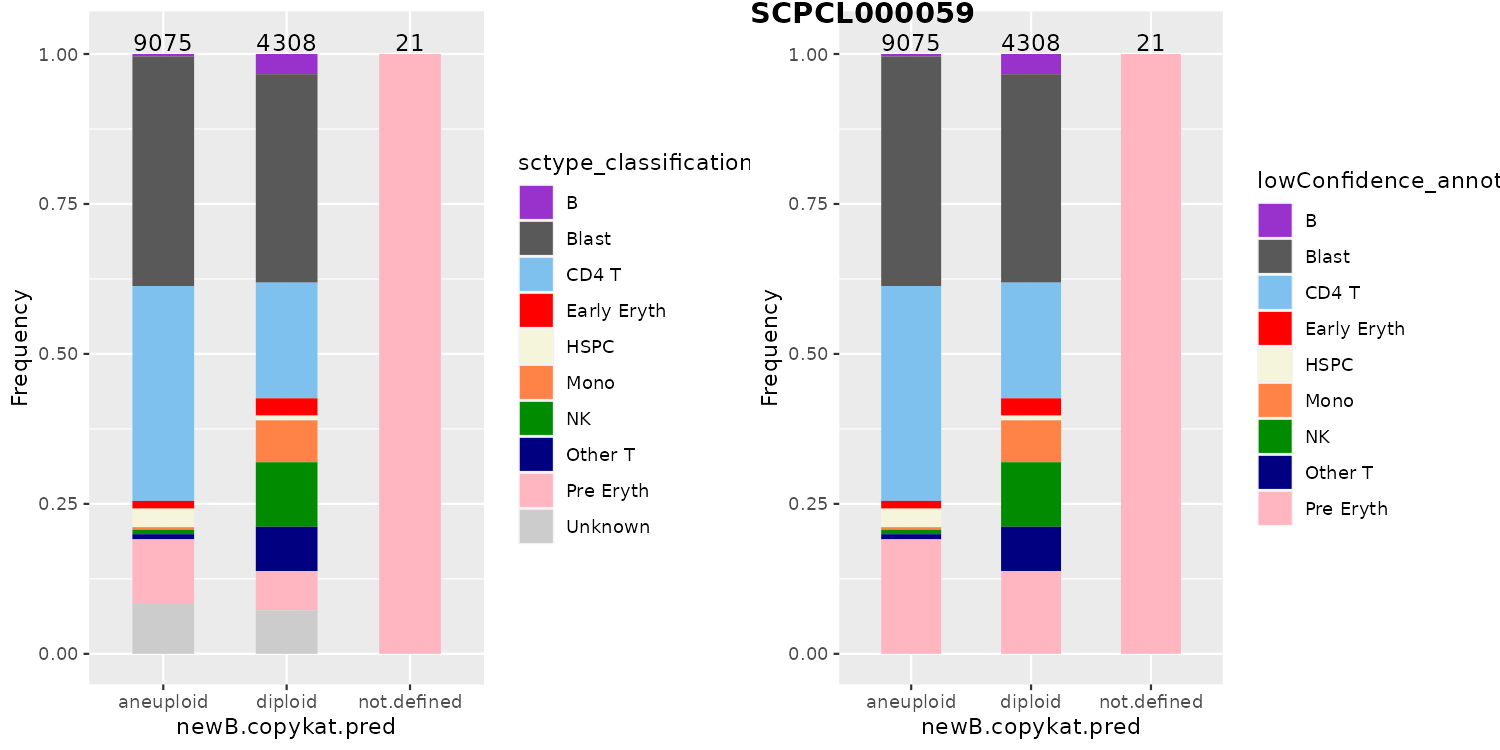 SCPCL000059
9075 4308 21
1.00
0.75
0.50
0.25
0.00
Frequency
aneuploid diploid not.defined
newB.copykat.pred
sctype_classification
B
Blast
CD4 T
Early Eryth
HSPC
Mono
NK
Other T
Pre Eryth
Unknown
9075 4308 21
1.00
0.75
0.50
0.25
0.00
Frequency
aneuploid diploid not.defined
newB.copykat.pred
lowConfidence_annot
B
Blast
CD4 T
Early Eryth
HSPC
Mono
NK
Other T
Pre Eryth